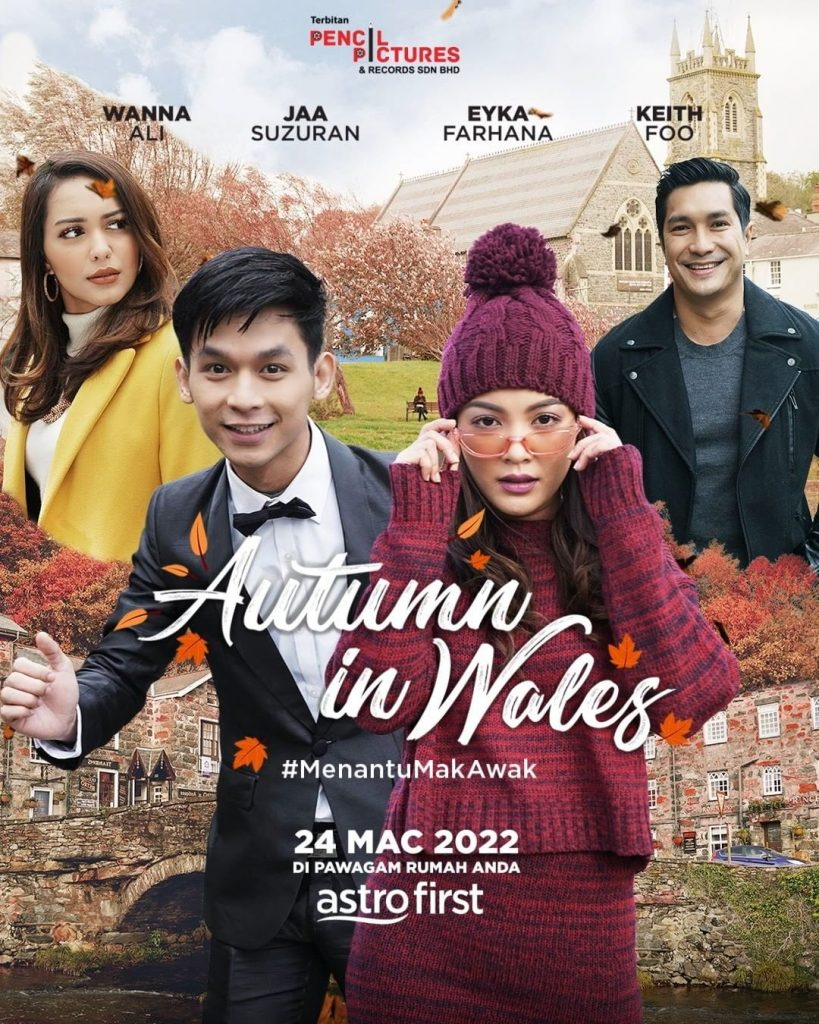 Terbitan
PENCIL
PICTURES
& RECORDS SDN BHD
WANNA
ALI
JAA
SUZURAN
EYKA
FARHANA
KEITH
FOO
Autumn
in Wales
#MenantuMakAwak
24 MAC 2022
DI PAWAGAM RUMAH ANDA
astro first